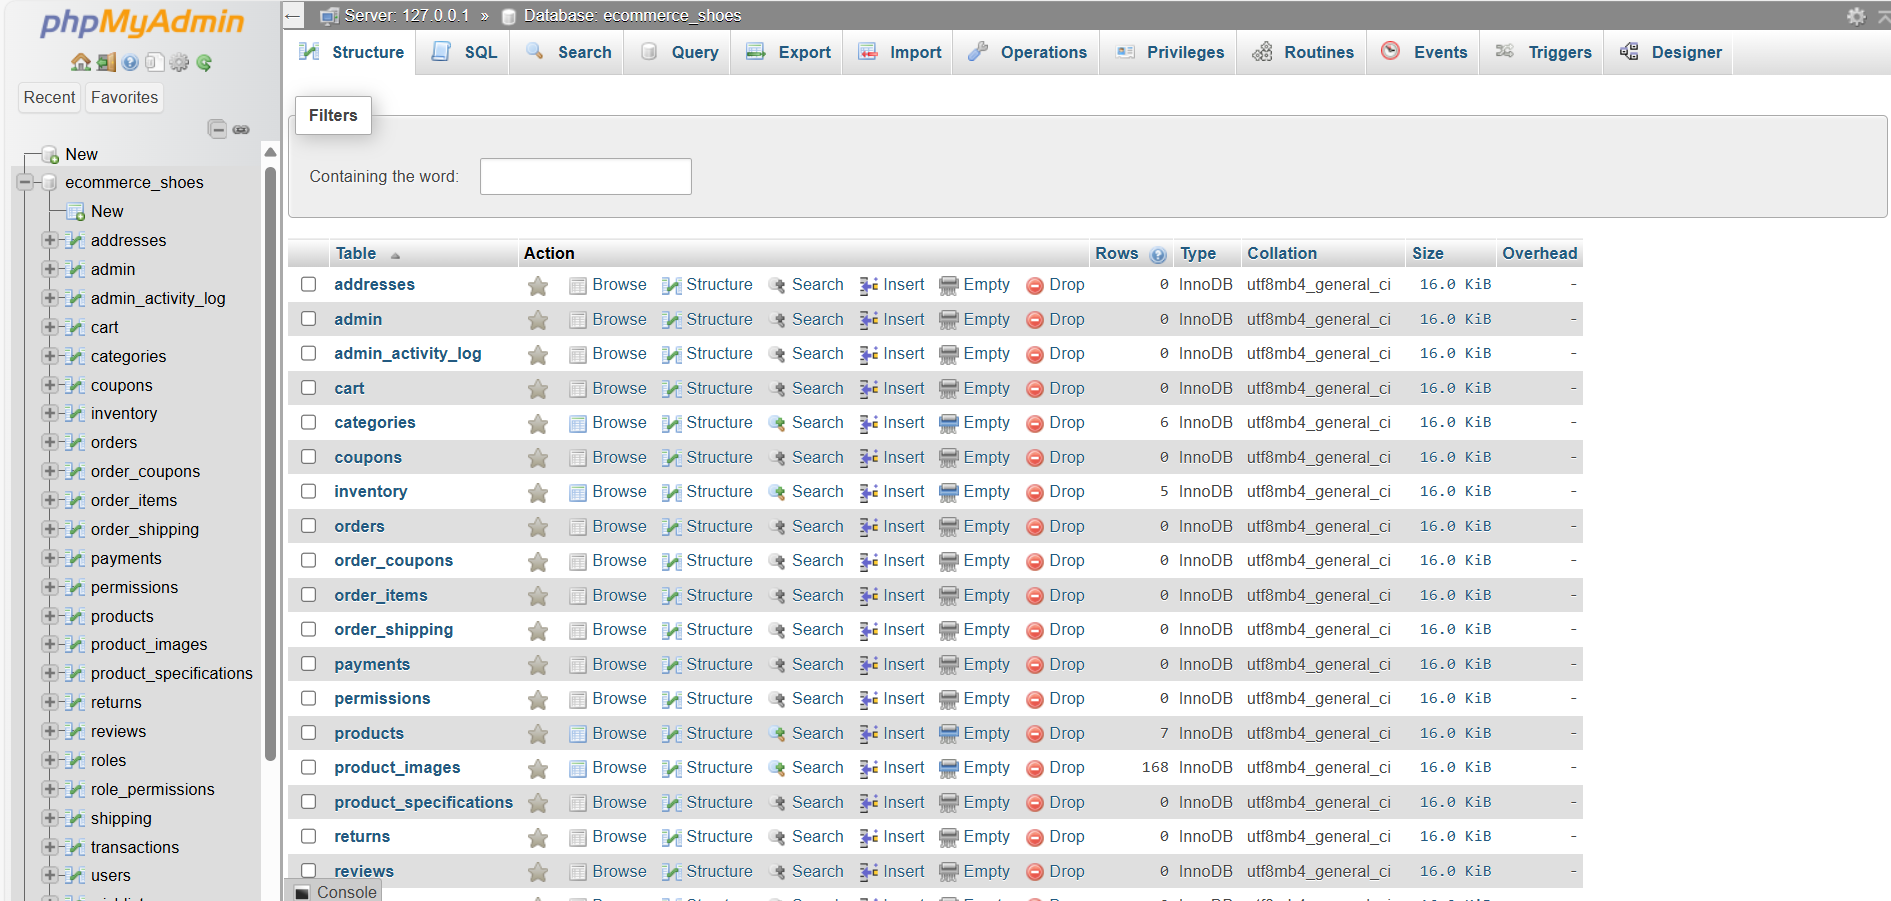 phpMyAdmin
Recent Favorites
New
ecommerce_shoes
New
addresses
admin
admin_activity_log
cart
categories
coupons
inventory
orders
order_coupons
order_items
order_shipping
payments
permissions
products
product_images
product_specifications
returns
reviews
roles
role_permissions
shipping
transactions
users
Server: 127.0.0.1 » Database: ecommerce_shoes
Structure SQL Search Query Export Import Operations Privileges Routines Events Triggers Designer
Filters
Containing the word:
Table Action Rows Type Collation Size Overhead
addresses Browse Structure Search Insert Empty Drop 0 InnoDB utf8mb4_general_ci 16.0 KiB -
admin Browse Structure Search Insert Empty Drop 0 InnoDB utf8mb4_general_ci 16.0 KiB -
admin_activity_log Browse Structure Search Insert Empty Drop 0 InnoDB utf8mb4_general_ci 16.0 KiB -
cart Browse Structure Search Insert Empty Drop 0 InnoDB utf8mb4_general_ci 16.0 KiB -
categories Browse Structure Search Insert Empty Drop 6 InnoDB utf8mb4_general_ci 16.0 KiB -
coupons Browse Structure Search Insert Empty Drop 0 InnoDB utf8mb4_general_ci 16.0 KiB -
inventory Browse Structure Search Insert Empty Drop 5 InnoDB utf8mb4_general_ci 16.0 KiB -
orders Browse Structure Search Insert Empty Drop 0 InnoDB utf8mb4_general_ci 16.0 KiB -
order_coupons Browse Structure Search Insert Empty Drop 0 InnoDB utf8mb4_general_ci 16.0 KiB -
order_items Browse Structure Search Insert Empty Drop 0 InnoDB utf8mb4_general_ci 16.0 KiB -
order_shipping Browse Structure Search Insert Empty Drop 0 InnoDB utf8mb4_general_ci 16.0 KiB -
payments Browse Structure Search Insert Empty Drop 0 InnoDB utf8mb4_general_ci 16.0 KiB -
permissions Browse Structure Search Insert Empty Drop 0 InnoDB utf8mb4_general_ci 16.0 KiB -
products Browse Structure Search Insert Empty Drop 7 InnoDB utf8mb4_general_ci 16.0 KiB -
product_images Browse Structure Search Insert Empty Drop 168 InnoDB utf8mb4_general_ci 16.0 KiB -
product_specifications Browse Structure Search Insert Empty Drop 0 InnoDB utf8mb4_general_ci 16.0 KiB -
returns Browse Structure Search Insert Empty Drop 0 InnoDB utf8mb4_general_ci 16.0 KiB -
reviews Browse Structure Search Insert Empty Drop 0 InnoDB utf8mb4_general_ci 16.0 KiB -
Console